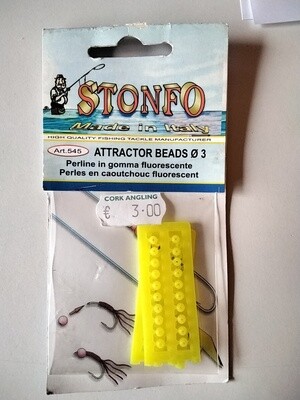 STONFO
Made in Italy
HIGH QUALITY FISHING TACKLE MANUFACTURER
Art.545 ATTRACTOR BEADS Ø 3
Perline in gomma fluorescente
Perles en caoutchouc fluorescent
CORK ANGLING
3.00